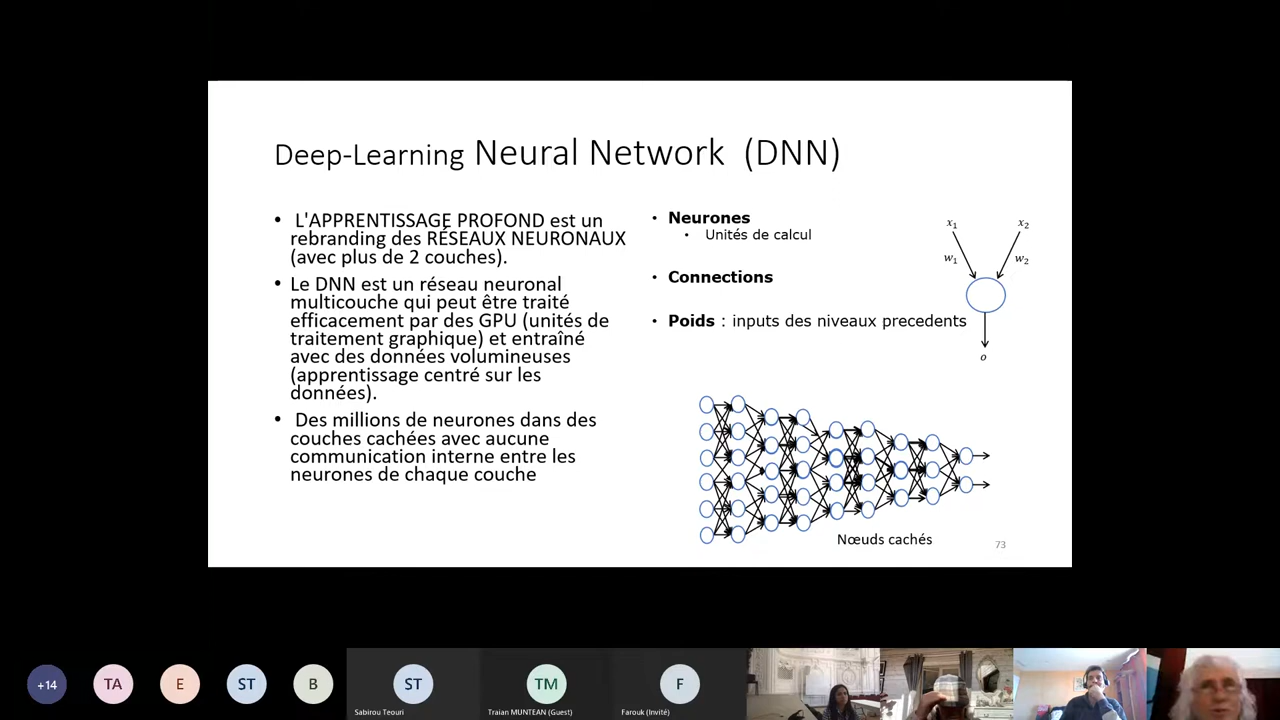 Deep-Learning Neural Network (DNN)
• L'APPRENTISSAGE PROFOND est un
rebranding des RÉSEAUX NEURONAUX
(avec plus de 2 couches).
• Le DNN est un réseau neuronal
multicouche qui peut être traité
efficacement par des GPU (unités de
traitement graphique) et entraîné
avec des données volumineuses
(apprentissage centré sur les
données).
• Des millions de neurones dans des
couches cachées avec aucune
communication interne entre les
neurones de chaque couche
• Neurones
• Unités de calcul
• Connections
• Poids : inputs des niveaux precedents
x₁ x₂
w₁ w₂
o
Nœuds cachés
73
+14 TA E ST B ST TM F
Sabirou Teouri Traian MUNTEAN (Guest) Farouk (Invité)